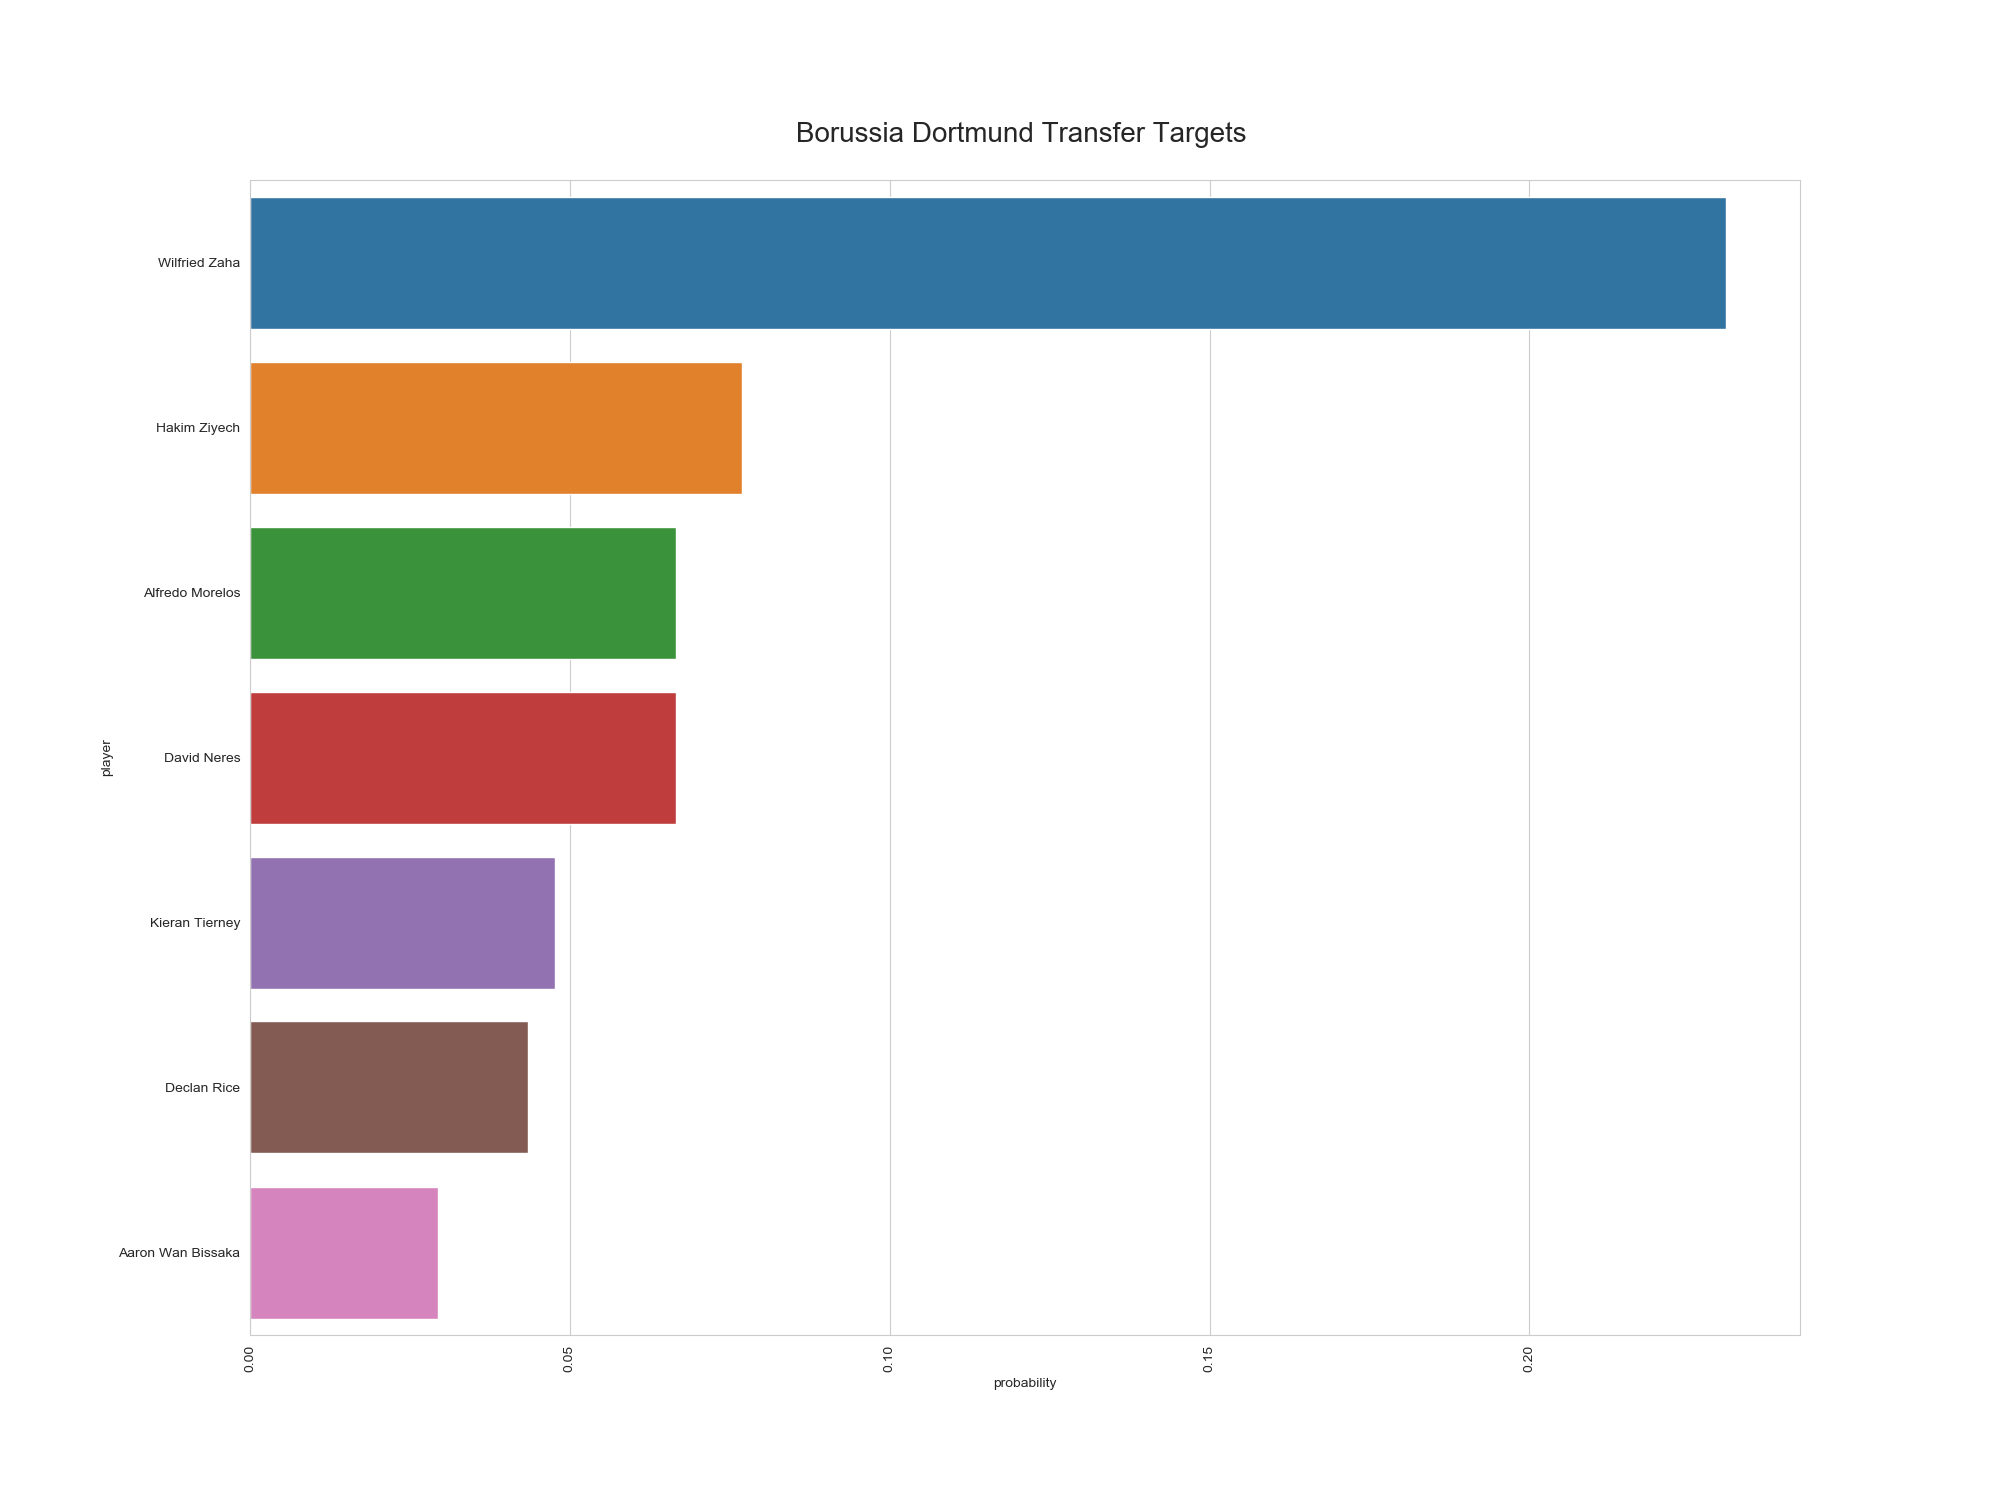 Borussia Dortmund Transfer Targets
player
Wilfried Zaha
Hakim Ziyech
Alfredo Morelos
David Neres
Kieran Tierney
Declan Rice
Aaron Wan Bissaka
0.00
0.05
0.10
0.15
0.20
probability